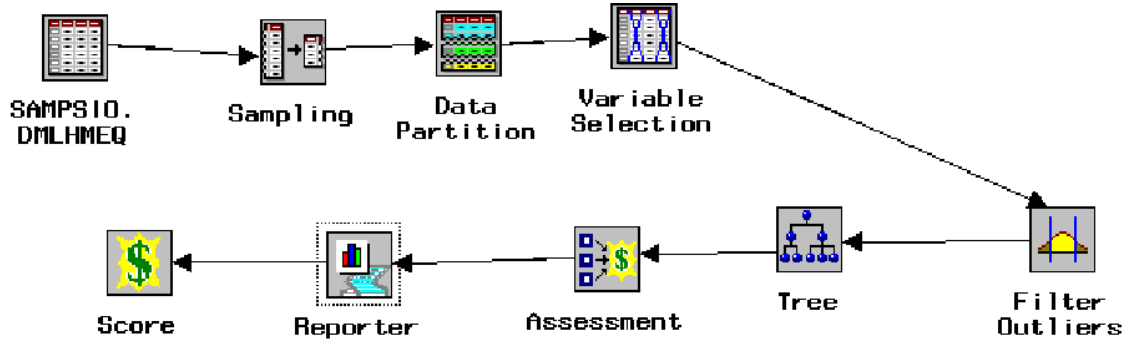 SAMPSIO.
DMLHMEQ
Sampling
Data
Partition
Variable
Selection
Score
Reporter
Assessment
Tree
Filter
Outliers